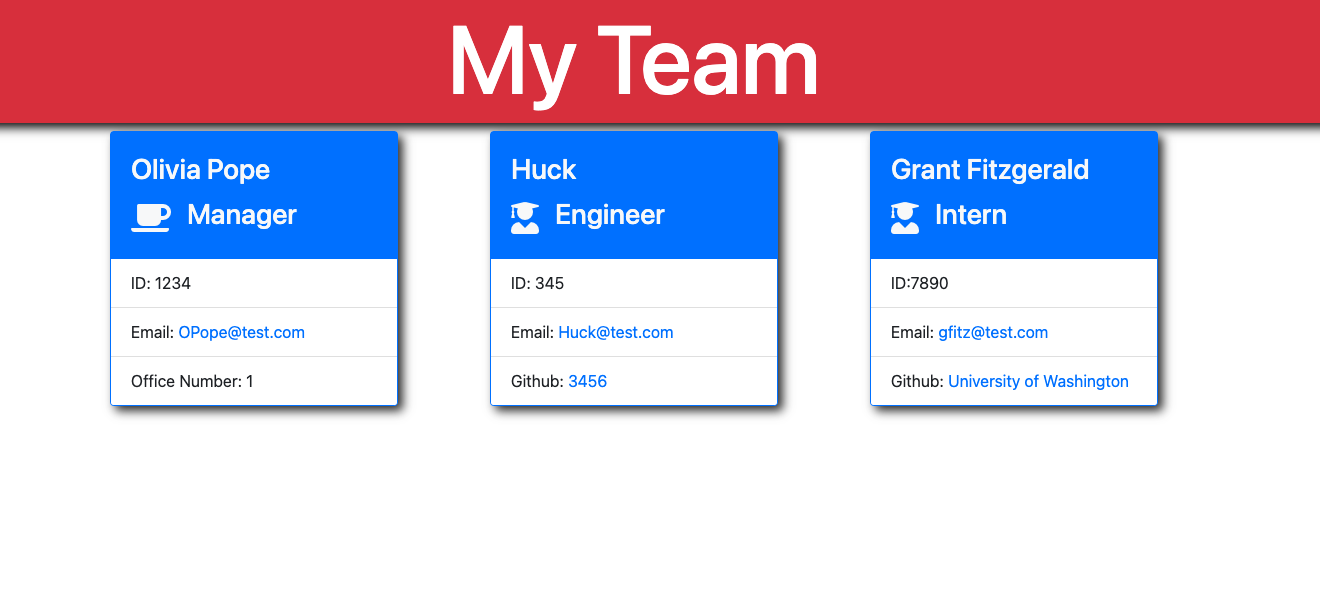 My Team
Olivia Pope
Manager
ID: 1234
Email: OPope@test.com
Office Number: 1
Huck
Engineer
ID: 345
Email: Huck@test.com
Github: 3456
Grant Fitzgerald
Intern
ID:7890
Email: gfitz@test.com
Github: University of Washington